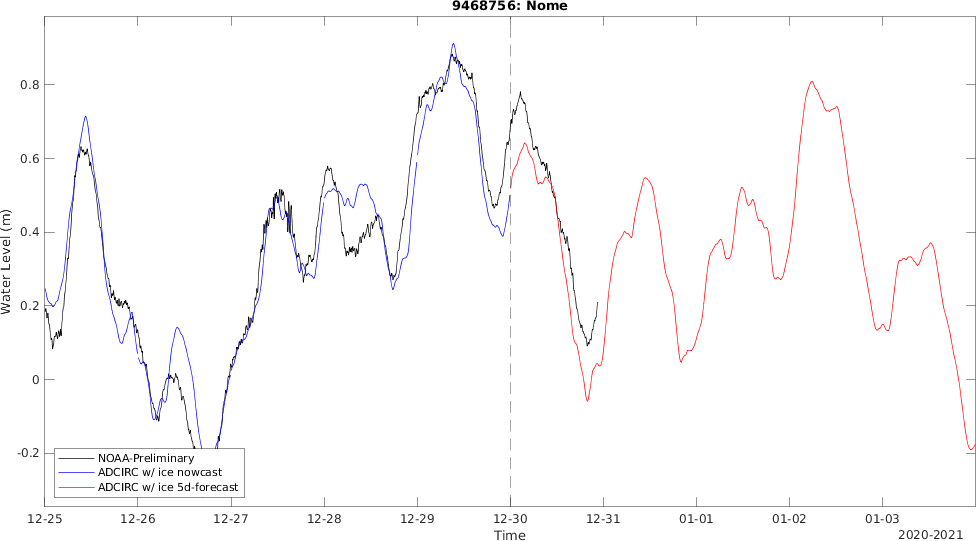 9468756: Nome
Water Level (m)
0.8
0.6
0.4
0.2
0
-0.2
NOAA-Preliminary
ADCIRC w/ ice nowcast
ADCIRC w/ ice 5d-forecast
12-25 12-26 12-27 12-28 12-29 12-30 12-31 01-01 01-02 01-03
Time
2020-2021